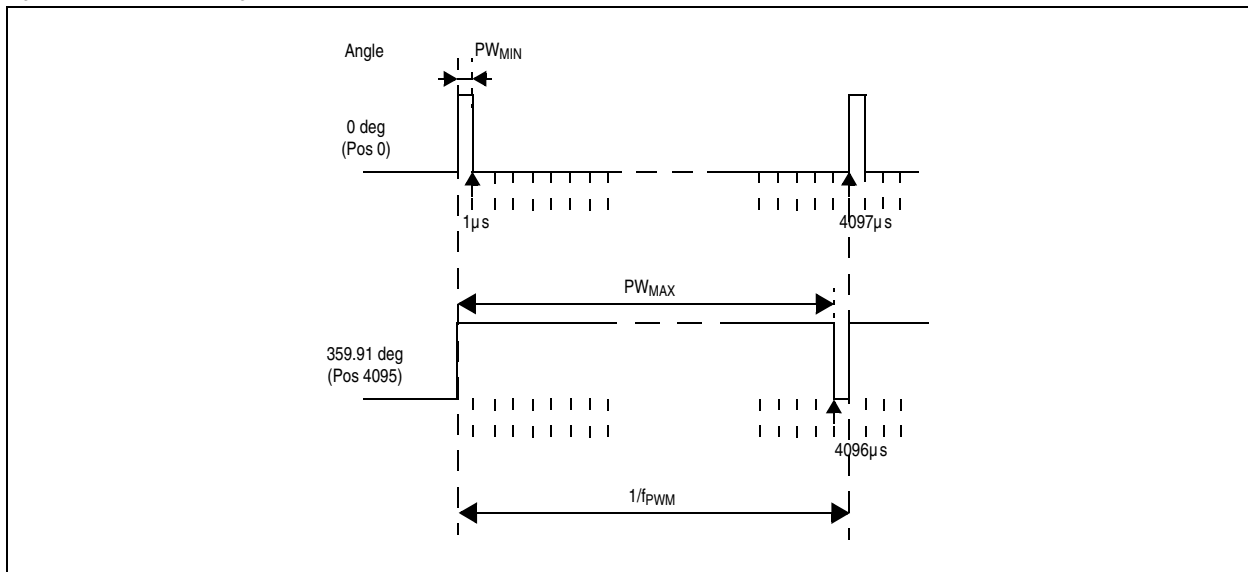 Angle
PWMIN
0 deg
(Pos 0)
1µs
4097µs
PWMAX
359.91 deg
(Pos 4095)
4096µs
1/fPWM